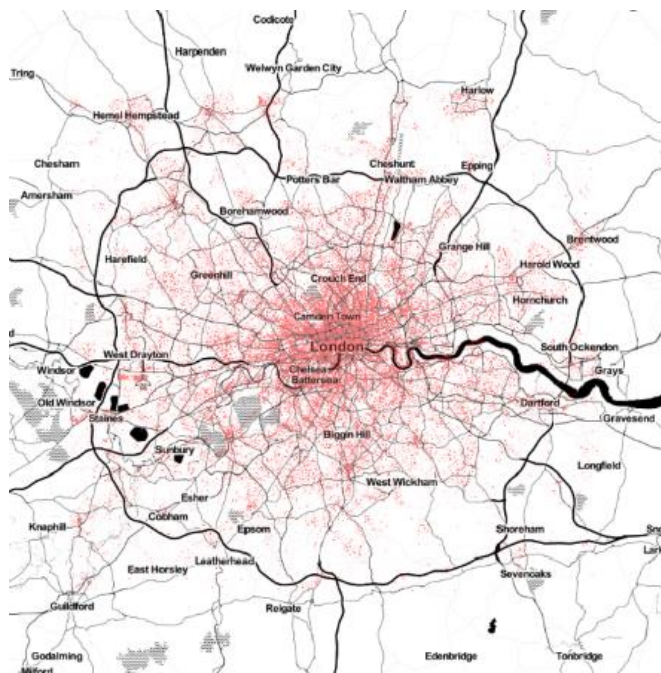 Codicote
Harpenden
Welwyn Garden City
Tring
Harlow
Hemel Hempstead
Chesham
Cheshunt
Epping
Potters Bar
Waltham Abbey
Amersham
Borehamwood
Brentwood
Grange Hill
Harefield
Harold Wood
Greenhill
Crouch End
Hornchurch
Camden Town
London
South Ockendon
West Drayton
Windsor
Chelsea
Grays
Battersea
Old Windsor
Dartford
Staines
Gravesend
Biggin Hill
Sunbury
Longfield
West Wickham
Esher
Knaphill
Cobham
Epsom
Shoreham
Leatherhead
East Horsley
Sevenoaks
Guildford
Reigate
Godalming
Edenbridge
Tonbridge
Milford